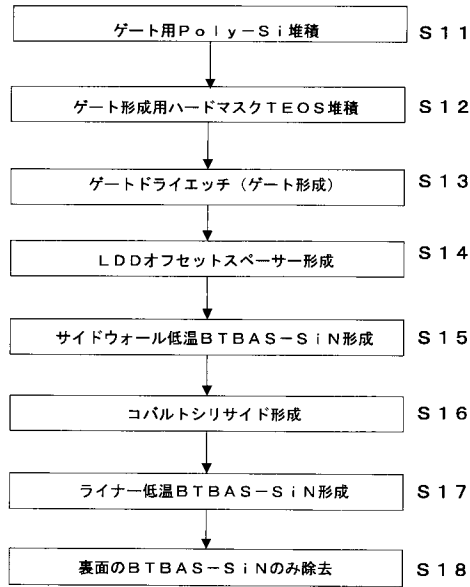 ゲート用Ｐｏｌｙ－Ｓｉ堆積 Ｓ１１
ゲート形成用ハードマスクＴＥＯＳ堆積 Ｓ１２
ゲートドライエッチ（ゲート形成） Ｓ１３
ＬＤＤオフセットスペーサー形成 Ｓ１４
サイドウォール低温ＢＴＢＡＳ－ＳｉＮ形成 Ｓ１５
コバルトシリサイド形成 Ｓ１６
ライナー低温ＢＴＢＡＳ－ＳｉＮ形成 Ｓ１７
裏面のＢＴＢＡＳ－ＳｉＮのみ除去 Ｓ１８